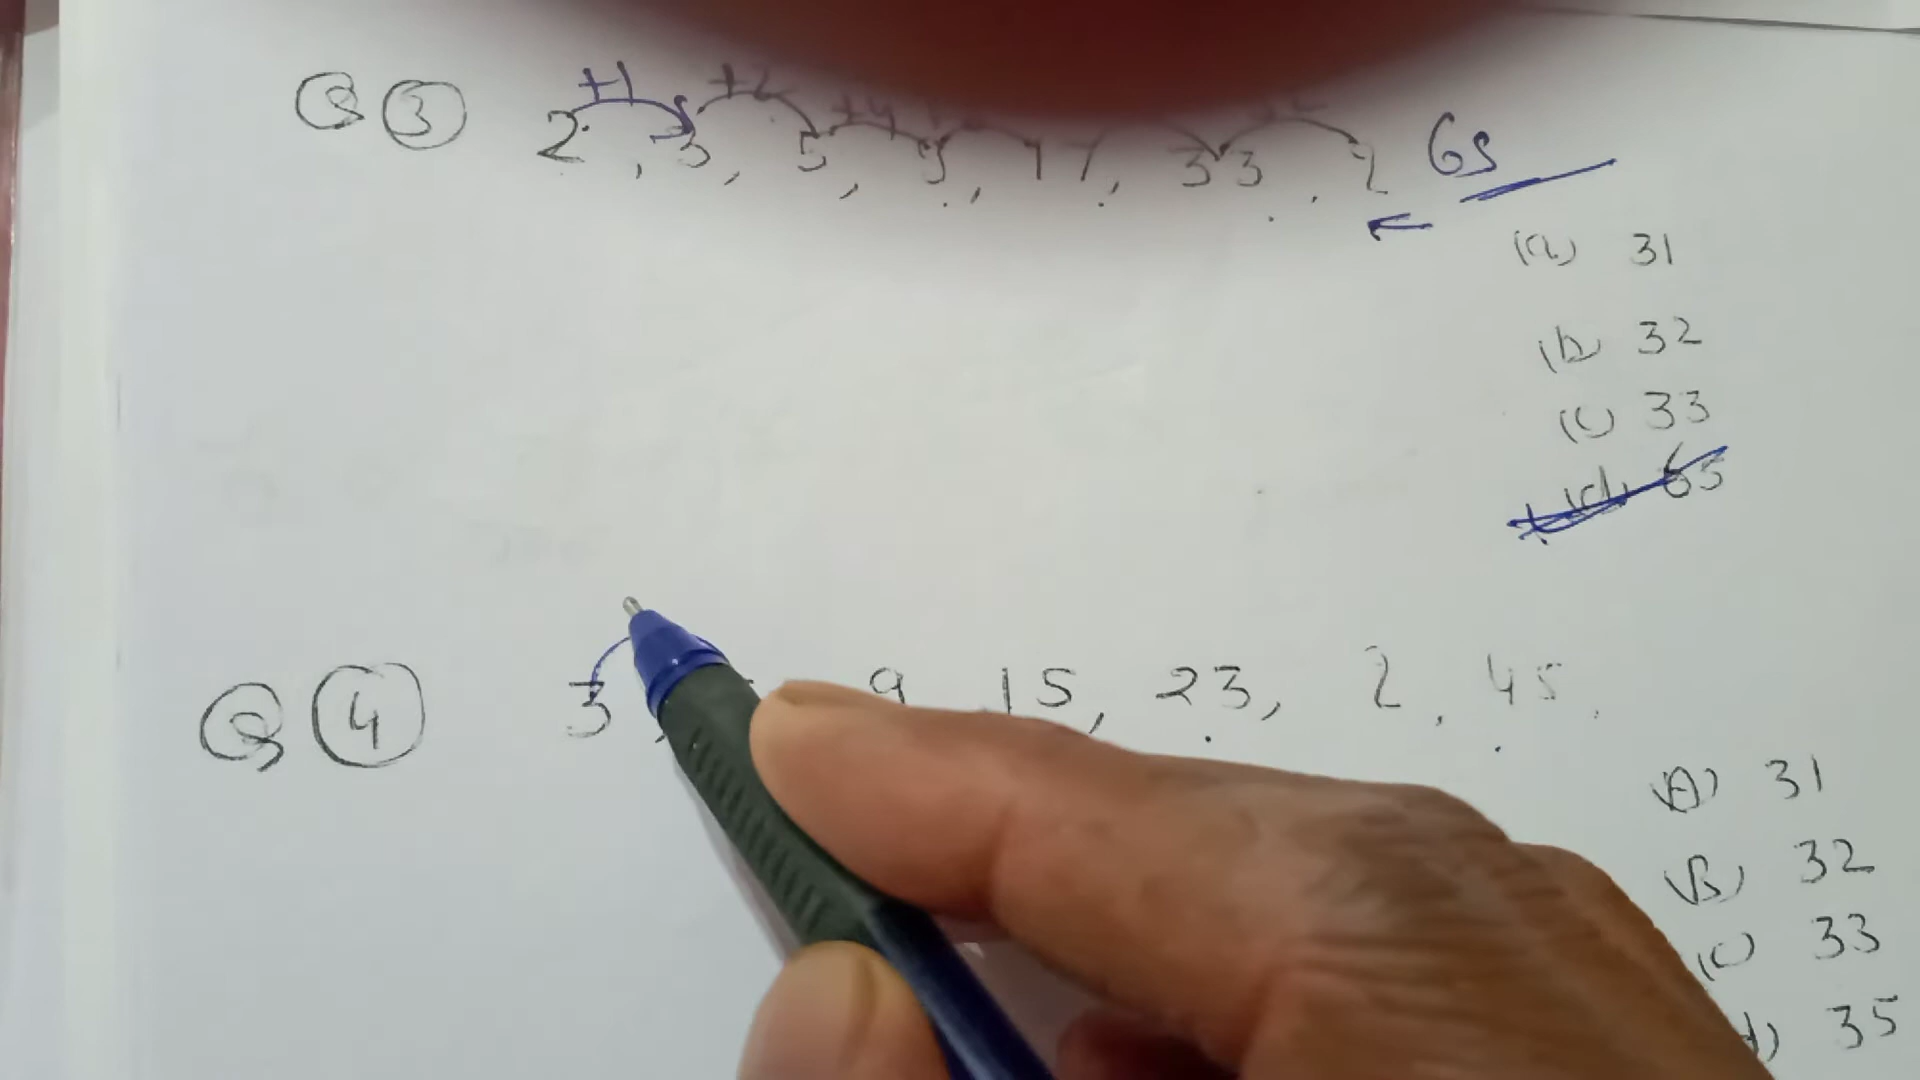 Q 3 2, 3, 5, 9, 17, 33, ? 65
+1 +2 +4
(a) 31
(b) 32
(c) 33
(d) 65
Q 4 3, 9 15, 23, ?, 45,
(A) 31
(B) 32
(C) 33
35